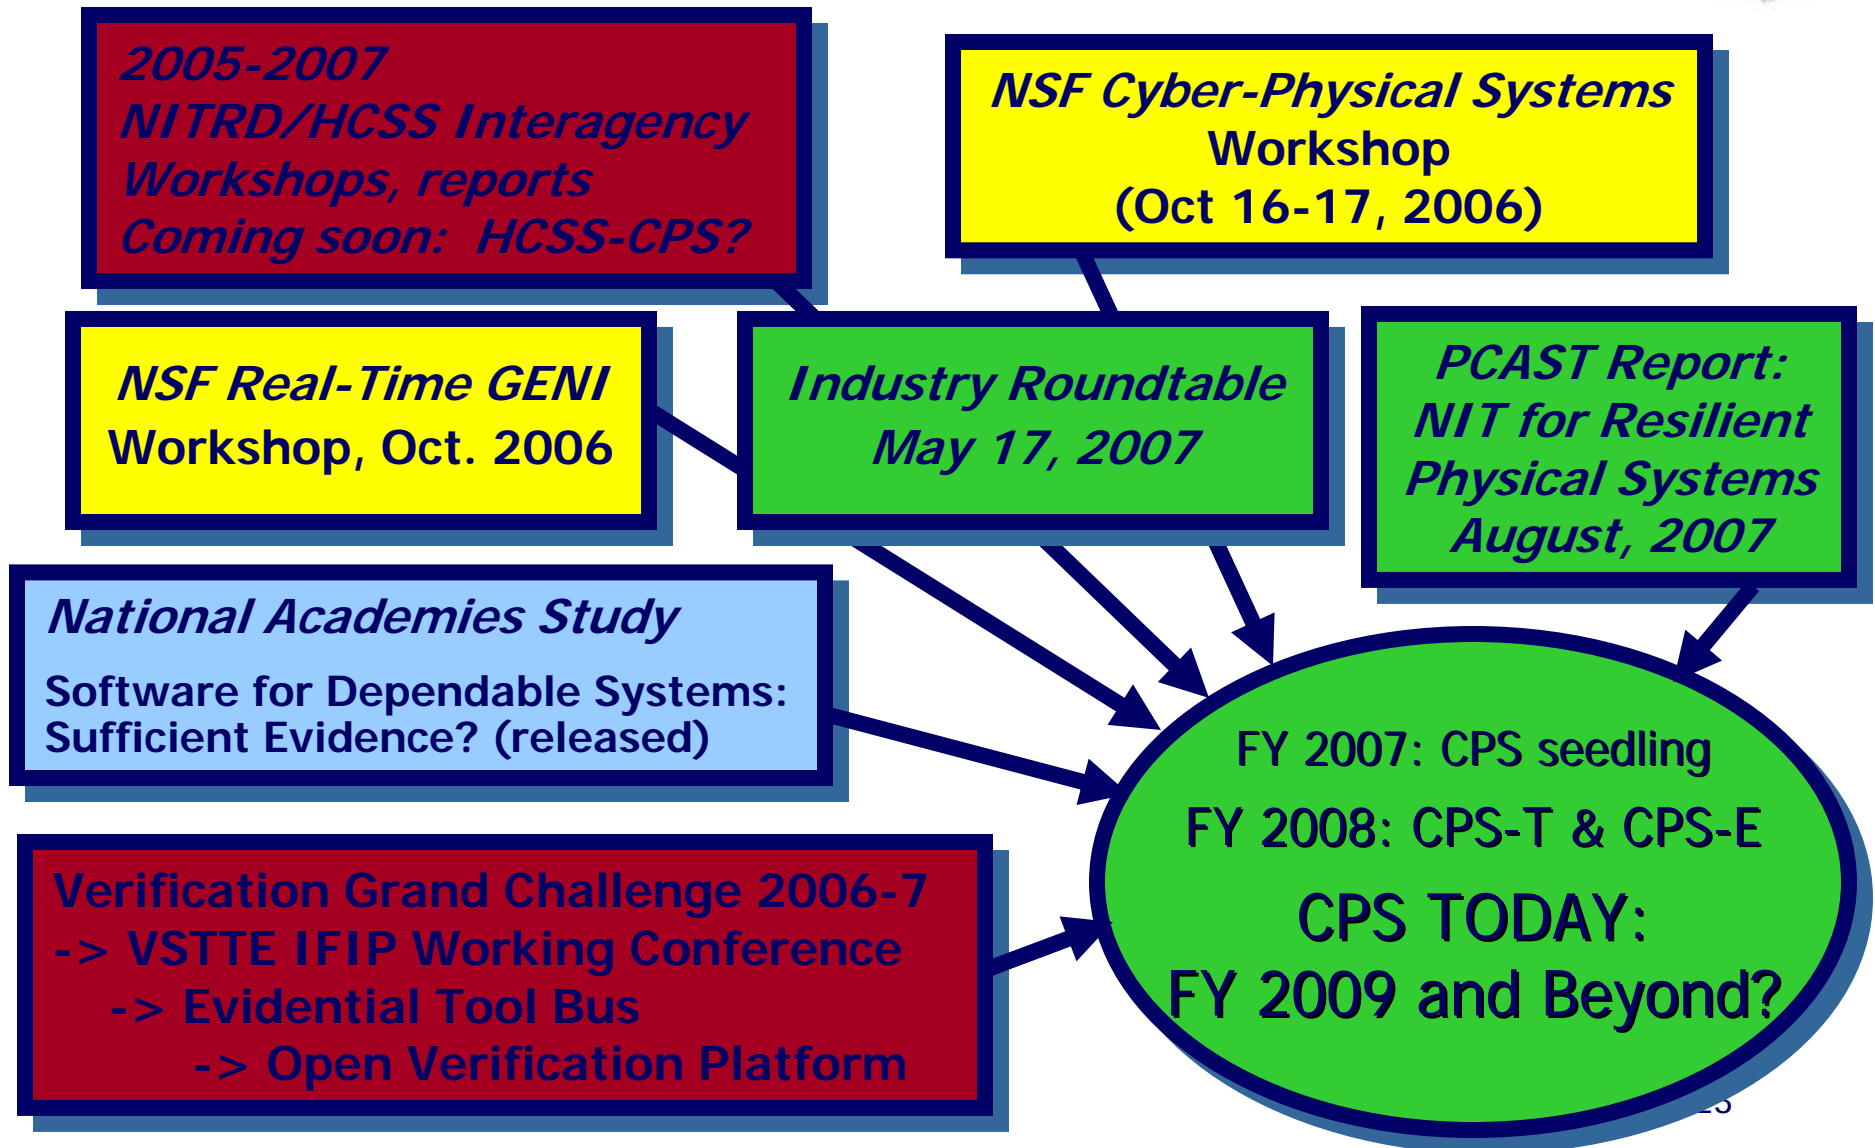 2005-2007
NITRD/HCSS Interagency
Workshops, reports
Coming soon: HCSS-CPS?
NSF Cyber-Physical Systems
Workshop
(Oct 16-17, 2006)
NSF Real-Time GENI
Workshop, Oct. 2006
Industry Roundtable
May 17, 2007
PCAST Report:
NIT for Resilient
Physical Systems
August, 2007
National Academies Study
Software for Dependable Systems:
Sufficient Evidence? (released)
Verification Grand Challenge 2006-7
-> VSTTE IFIP Working Conference
-> Evidential Tool Bus
-> Open Verification Platform
FY 2007: CPS seedling
FY 2008: CPS-T & CPS-E
CPS TODAY:
FY 2009 and Beyond?